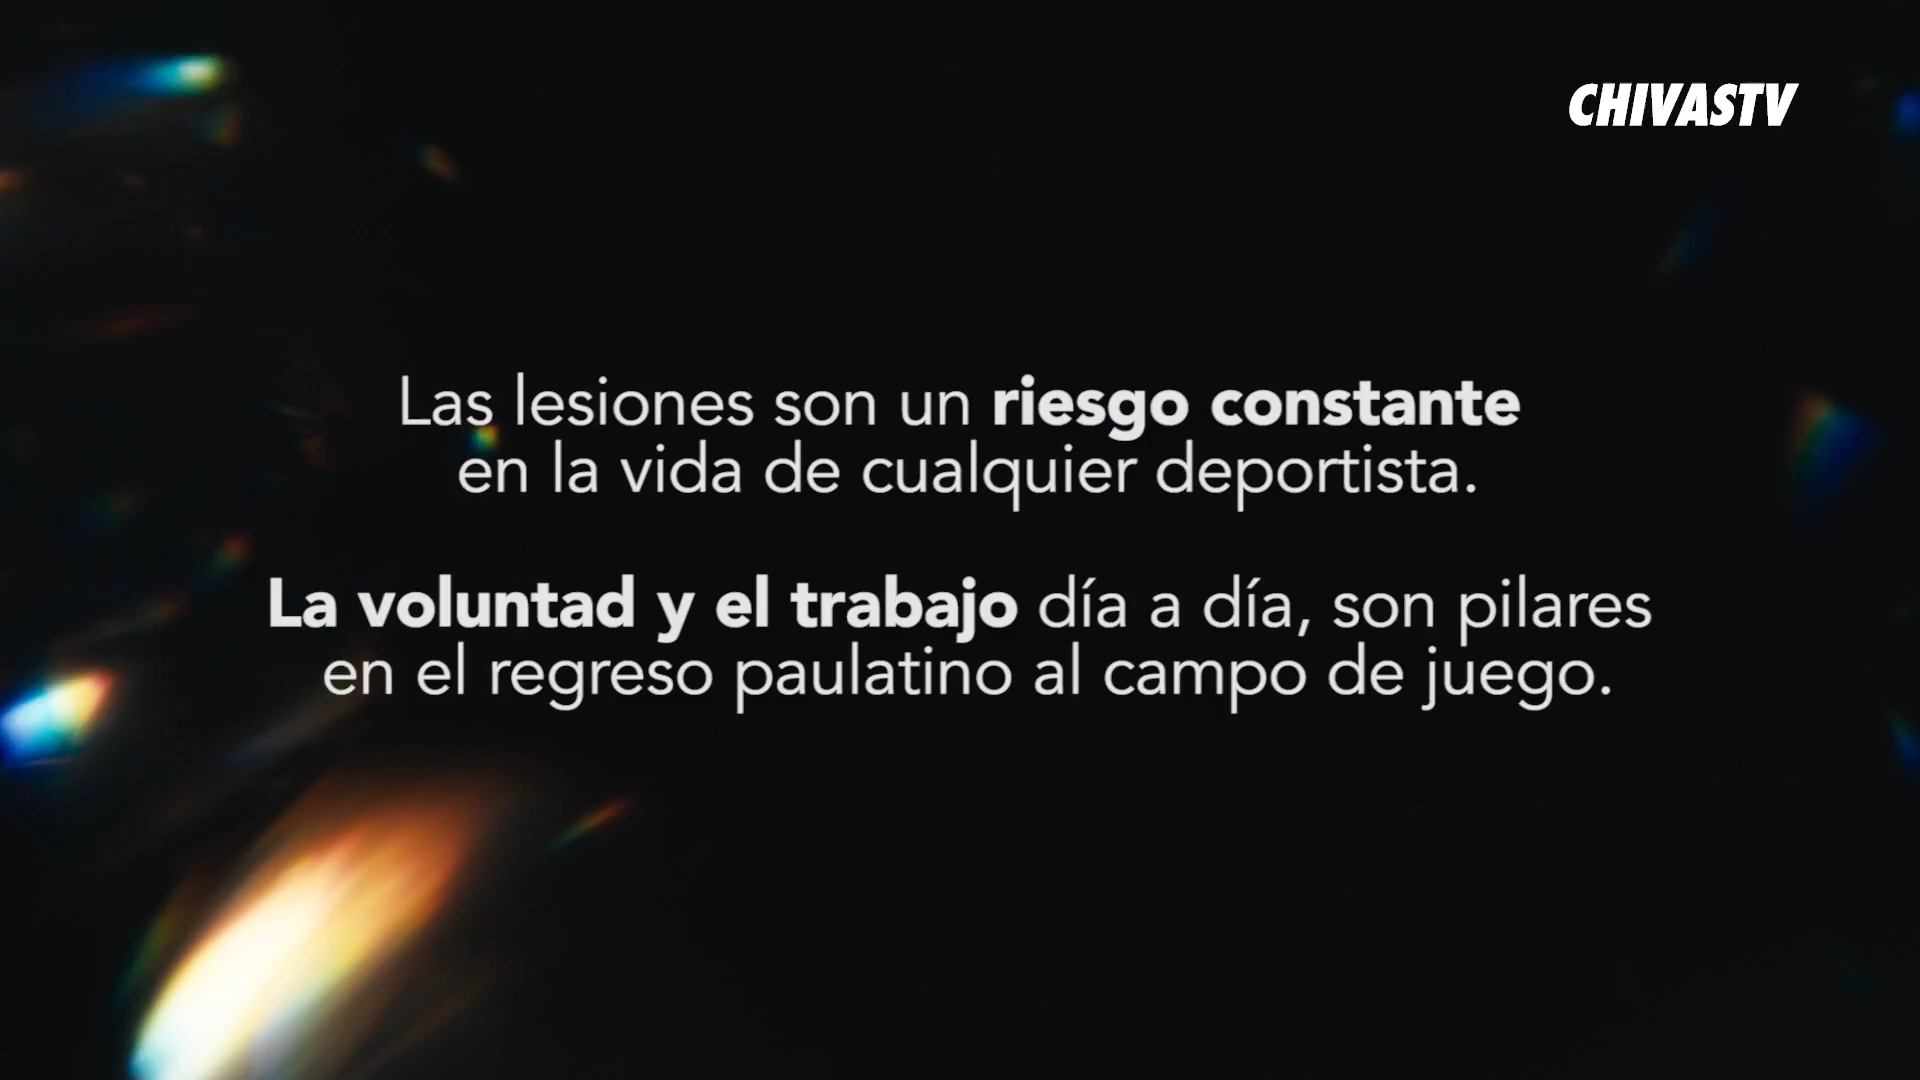 CHIVASTV
Las lesiones son un riesgo constante
en la vida de cualquier deportista.
La voluntad y el trabajo día a día, son pilares
en el regreso paulatino al campo de juego.